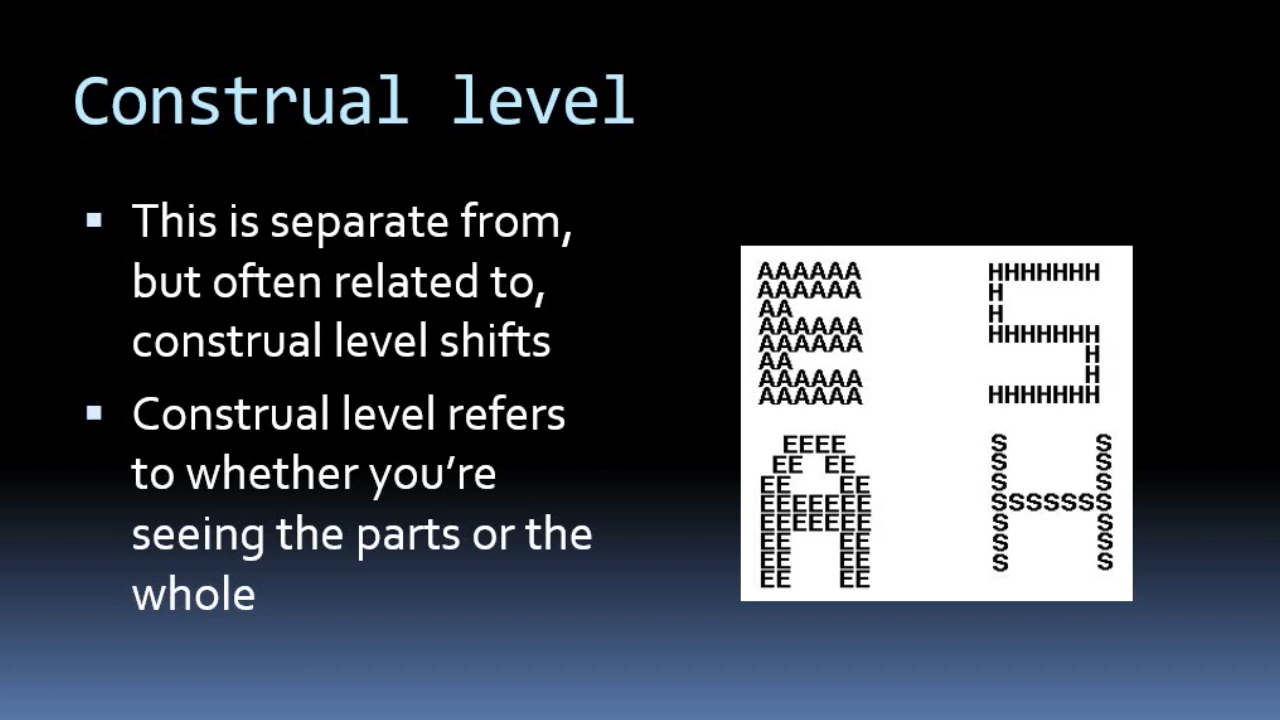 Construal level
This is separate from,
but often related to,
construal level shifts
Construal level refers
to whether you're
seeing the parts or the
whole
AAAAAA
AAAAAA
AA
AAAAAA
AAAAAA
AA
AAAAAA
AAAAAA
HHHHHHH
H
H
HHHHHHH
H
H
HHHHHHH
EEEE
EE EE
EE EE
EEEEEEE
EEEEEEE
EE EE
EE EE
EE EE
S S
S S
S S
SSSSSSS
S S
S S
S S